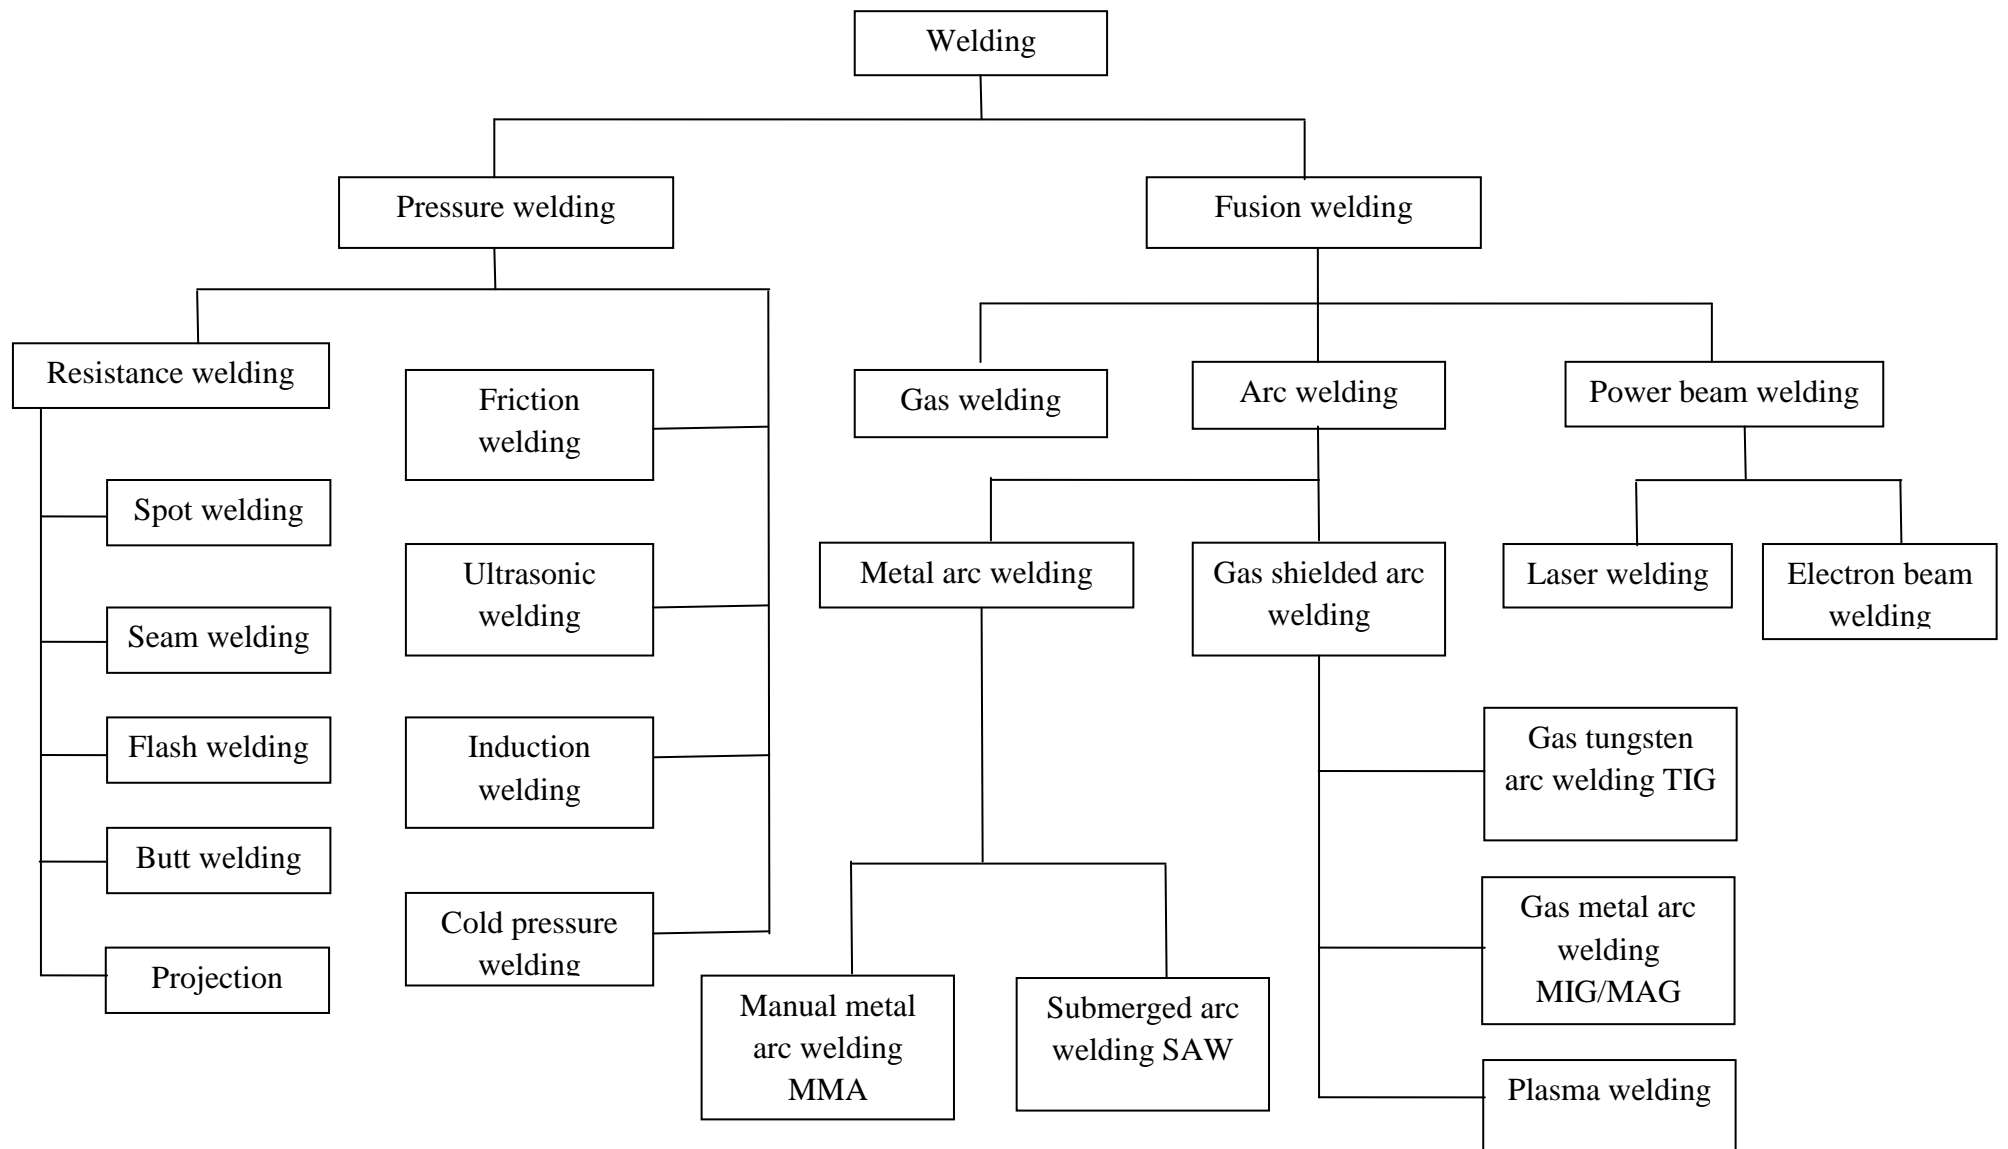 Welding
Pressure welding
Fusion welding
Resistance welding
Spot welding
Seam welding
Flash welding
Butt welding
Projection
Friction
welding
Ultrasonic
welding
Induction
welding
Cold pressure
welding
Gas welding
Arc welding
Power beam welding
Metal arc welding
Gas shielded arc
welding
Laser welding
Electron beam
welding
Manual metal
arc welding
MMA
Submerged arc
welding SAW
Gas tungsten
arc welding TIG
Gas metal arc
welding
MIG/MAG
Plasma welding